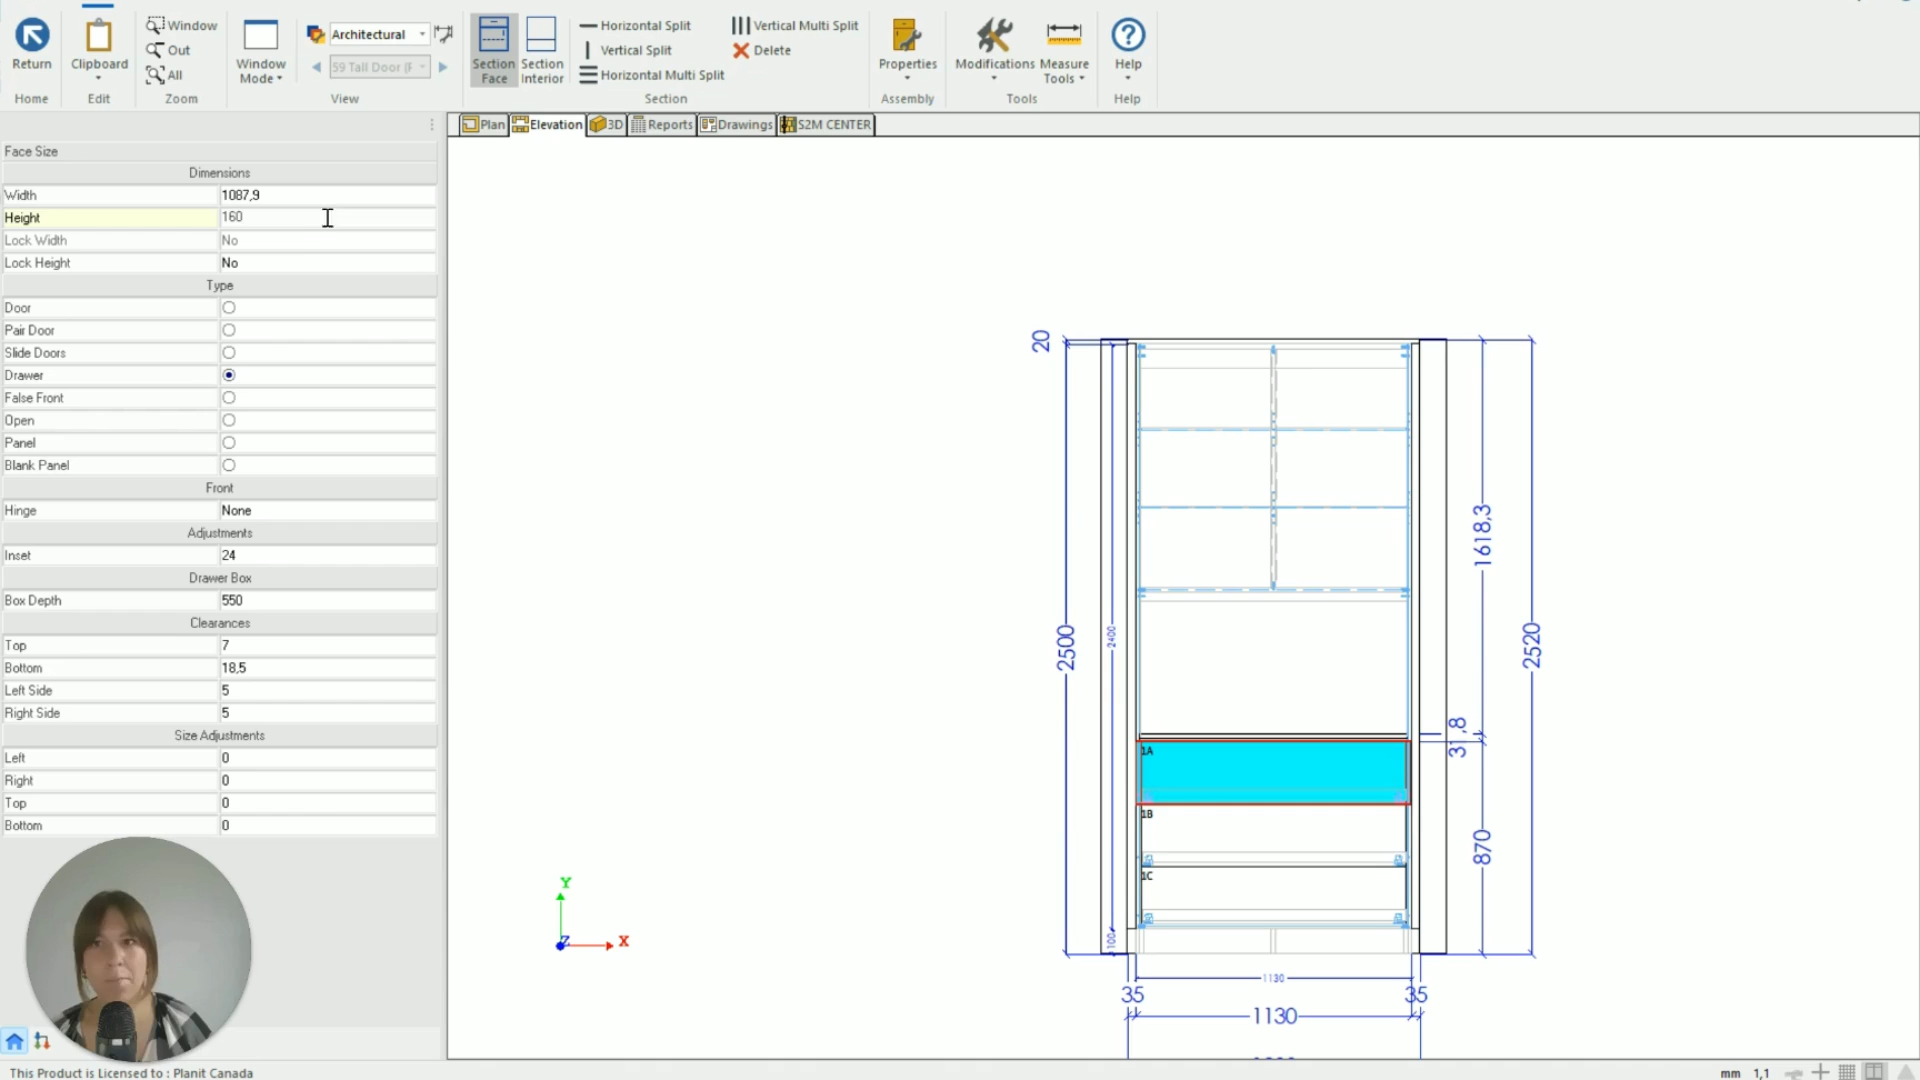 Return
Clipboard
Window
Out
All
Window
Mode
Architectural
59 Tall Door (F
Section
Face
Section
Interior
Horizontal Split
Vertical Split
Horizontal Multi Split
Vertical Multi Split
Delete
Properties
Modifications
Measure
Tools
Help
Home
Edit
Zoom
View
Section
Assembly
Tools
Help
Plan
Elevation
3D
Reports
Drawings
S2M CENTER
Face Size
Dimensions
Width 1087,9
Height 160
Lock Width No
Lock Height No
Type
Door
Pair Door
Slide Doors
Drawer
False Front
Open
Panel
Blank Panel
Front
Hinge None
Adjustments
Inset 24
Drawer Box
Box Depth 550
Clearances
Top 7
Bottom 18,5
Left Side 5
Right Side 5
Size Adjustments
Left 0
Right 0
Top 0
Bottom 0
20
2500
2400
100
1618,3
31,8
870
2520
1A
1B
1C
1130
35
35
1130
Y
Z
X
This Product is Licensed to : Planit Canada
mm 1,1